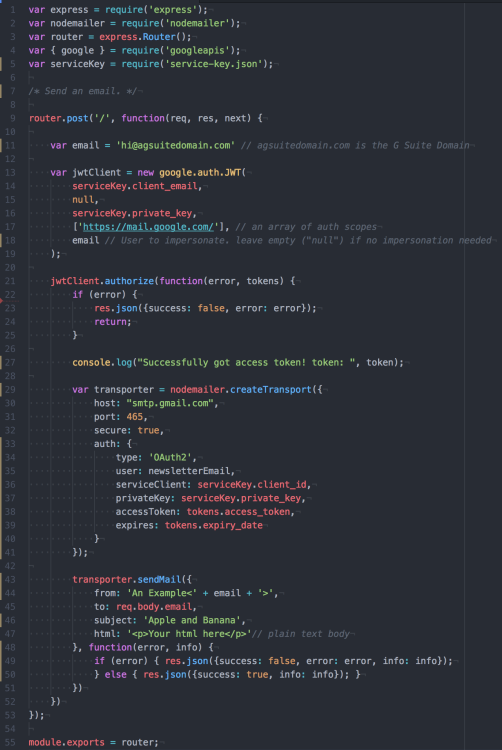 1 var express = require('express');
2 var nodemailer = require('nodemailer');
3 var router = express.Router();
4 var { google } = require('googleapis');
5 var serviceKey = require('service-key.json');
6
7 /* Send an email. */
8
9 router.post('/', function(req, res, next) {
10
11     var email = 'hi@agsuitedomain.com' // agsuitedomain.com is the G Suite Domain
12
13     var jwtClient = new google.auth.JWT(
14         serviceKey.client_email,
15         null,
16         serviceKey.private_key,
17         ['https://mail.google.com/'], // an array of auth scopes
18         email // User to impersonate. leave empty ("null") if no impersonation needed
19     );
20
21     jwtClient.authorize(function(error, tokens) {
22         if (error) {
23             res.json({success: false, error: error});
24             return;
25         }
26
27         console.log("Successfully got access token! token: ", token);
28
29         var transporter = nodemailer.createTransport({
30             host: "smtp.gmail.com",
31             port: 465,
32             secure: true,
33             auth: {
34                 type: 'OAuth2',
35                 user: newsletterEmail,
36                 serviceClient: serviceKey.client_id,
37                 privateKey: serviceKey.private_key,
38                 accessToken: tokens.access_token,
39                 expires: tokens.expiry_date
40             }
41         });
42
43         transporter.sendMail({
44             from: 'An Example<' + email + '>',
45             to: req.body.email,
46             subject: 'Apple and Banana',
47             html: '<p>Your html here</p>'// plain text body
48         }, function(error, info) {
49             if (error) { res.json({success: false, error: error, info: info});
50             } else { res.json({success: true, info: info}); }
51         })
52     })
53 });
54
55 module.exports = router;